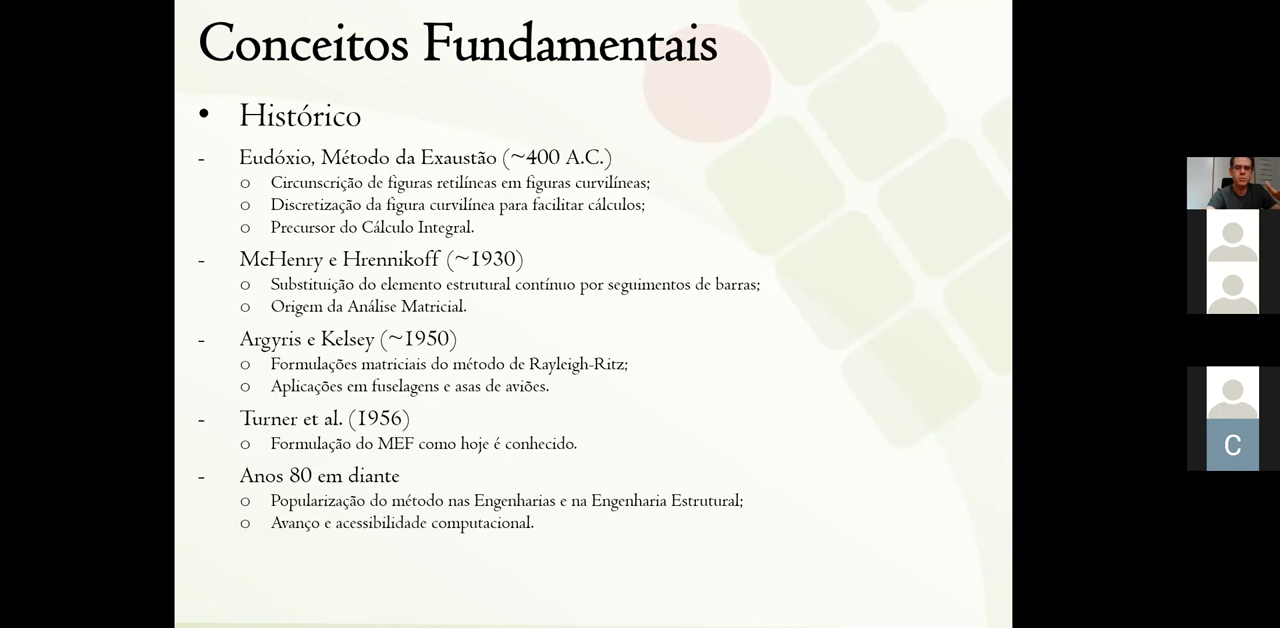 Conceitos Fundamentais
• Histórico
- Eudóxio, Método da Exaustão (~400 A.C.)
o Circunscrição de figuras retilíneas em figuras curvilíneas;
o Discretização da figura curvilínea para facilitar cálculos;
o Precursor do Cálculo Integral.
- McHenry e Hrennikoff (~1930)
o Substituição do elemento estrutural contínuo por seguimentos de barras;
o Origem da Análise Matricial.
- Argyris e Kelsey (~1950)
o Formulações matriciais do método de Rayleigh-Ritz;
o Aplicações em fuselagens e asas de aviões.
- Turner et al. (1956)
o Formulação do MEF como hoje é conhecido.
- Anos 80 em diante
o Popularização do método nas Engenharias e na Engenharia Estrutural;
o Avanço e acessibilidade computacional.
C